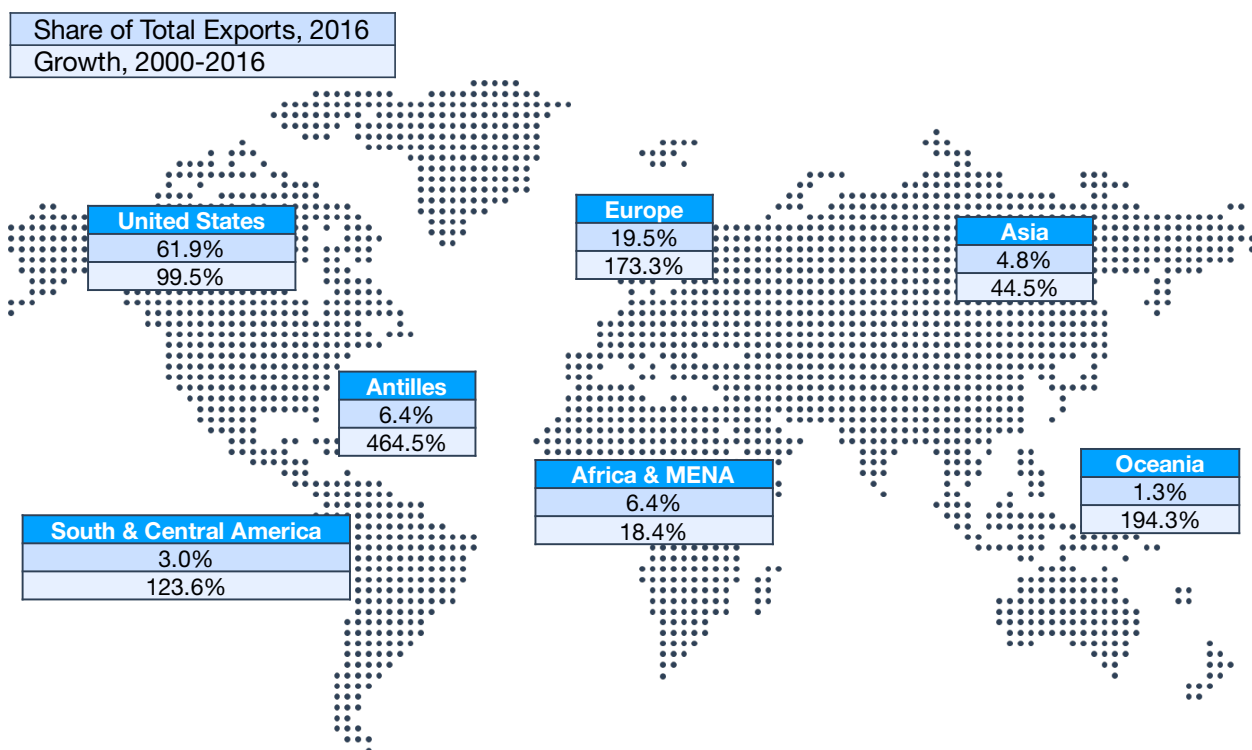 Share of Total Exports, 2016
Growth, 2000-2016
United States
61.9%
99.5%
Europe
19.5%
173.3%
Asia
4.8%
44.5%
Antilles
6.4%
464.5%
Africa & MENA
6.4%
18.4%
Oceania
1.3%
194.3%
South & Central America
3.0%
123.6%